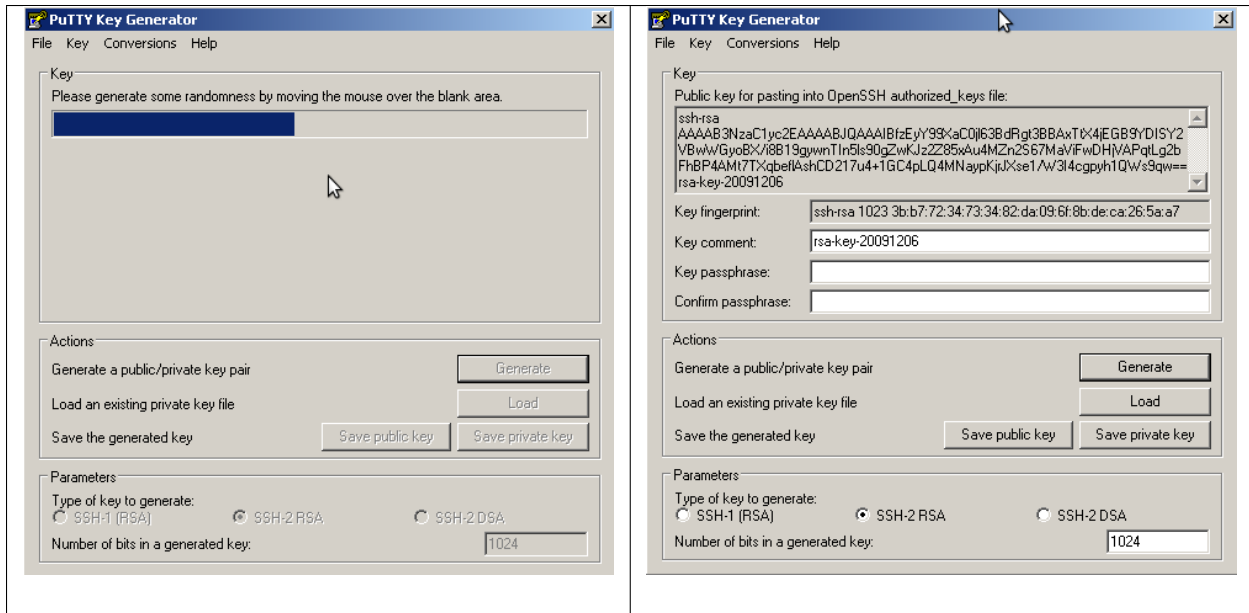 PuTTY Key Generator
File Key Conversions Help
Key
Please generate some randomness by moving the mouse over the blank area.
Actions
Generate a public/private key pair
Generate
Load an existing private key file
Load
Save the generated key
Save public key
Save private key
Parameters
Type of key to generate:
SSH-1 (RSA)
SSH-2 RSA
SSH-2 DSA
Number of bits in a generated key:
1024
PuTTY Key Generator
File Key Conversions Help
Key
Public key for pasting into OpenSSH authorized_keys file:
ssh-rsa
rsa-key-20091206
Key fingerprint:
ssh-rsa 1023 3b:b7:72:34:73:34:82:da:09:6f:8b:de:ca:26:5a:a7
Key comment:
rsa-key-20091206
Key passphrase:
Confirm passphrase:
Actions
Generate a public/private key pair
Generate
Load an existing private key file
Load
Save the generated key
Save public key
Save private key
Parameters
Type of key to generate:
SSH-1 (RSA)
SSH-2 RSA
SSH-2 DSA
Number of bits in a generated key:
1024